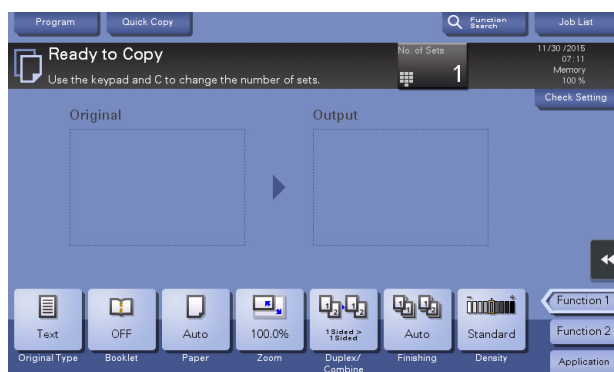 Program
Quick Copy
Function
Search
Job List
Ready to Copy
Use the keypad and C to change the number of sets.
No. of Sets
1
11/30 /2015
07:11
Memory
100 %
Check Setting
Original
Output
Function 1
Function 2
Application
Text
OFF
Auto
100.0%
1Sided >
1Sided
Auto
Standard
Original Type
Booklet
Paper
Zoom
Duplex/
Combine
Finishing
Density